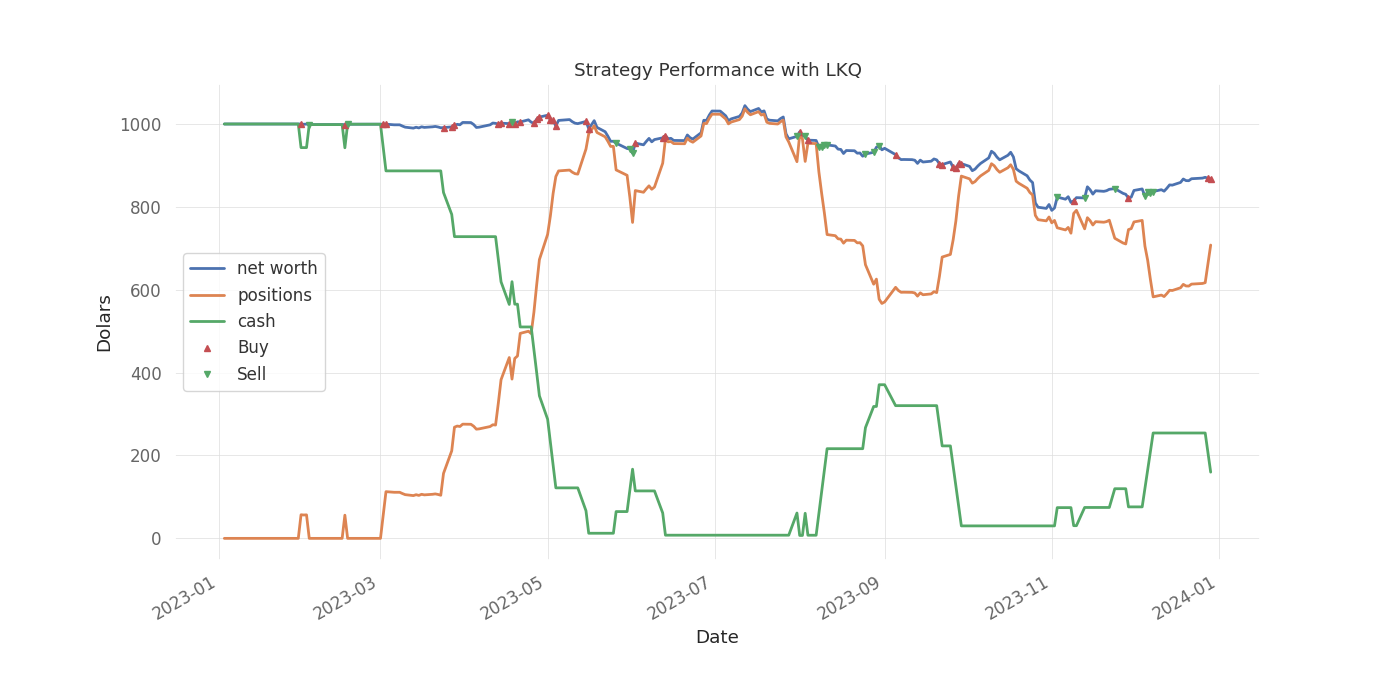 Strategy Performance with LKQ
1000
800
600
400
200
0
Dolars
net worth
positions
cash
Buy
Sell
2023-01
2023-03
2023-05
2023-07
2023-09
2023-11
2024-01
Date